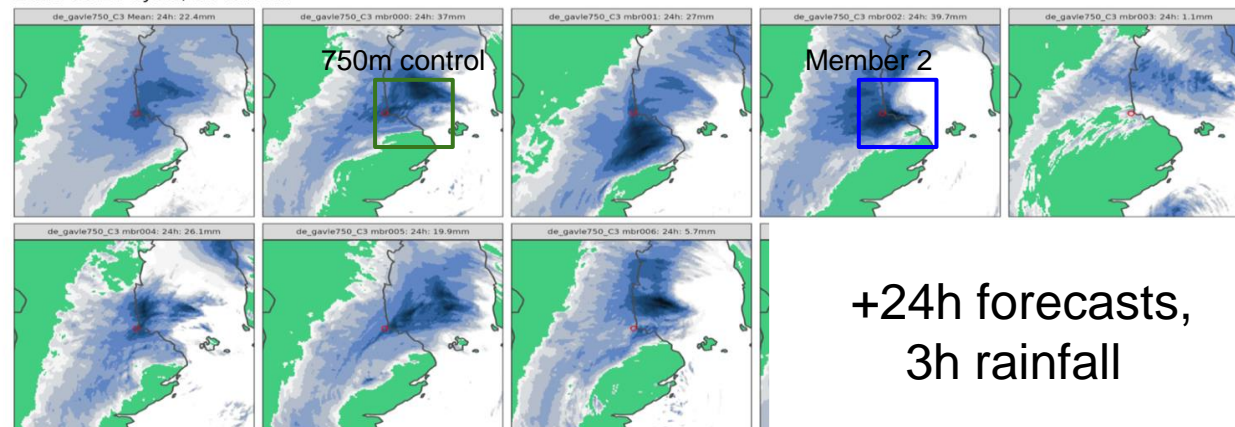 de_gavle750_C3 Mean: 24h: 22.4mm
de_gavle750_C3 mbr000: 24h: 37mm
de_gavle750_C3 mbr001: 24h: 27mm
de_gavle750_C3 mbr002: 24h: 39.7mm
de_gavle750_C3 mbr003: 24h: 1.1mm
750m control
Member 2
de_gavle750_C3 mbr004: 24h: 26.1mm
de_gavle750_C3 mbr005: 24h: 19.9mm
de_gavle750_C3 mbr006: 24h: 5.7mm
+24h forecasts,
3h rainfall